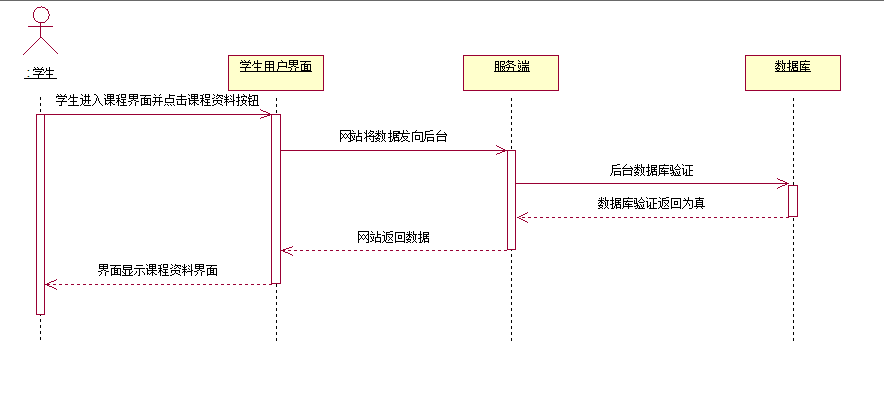 :学生
学生用户界面
服务端
数据库
学生进入课程界面并点击课程资料按钮
网站将数据发向后台
后台数据库验证
数据库验证返回为真
网站返回数据
界面显示课程资料界面